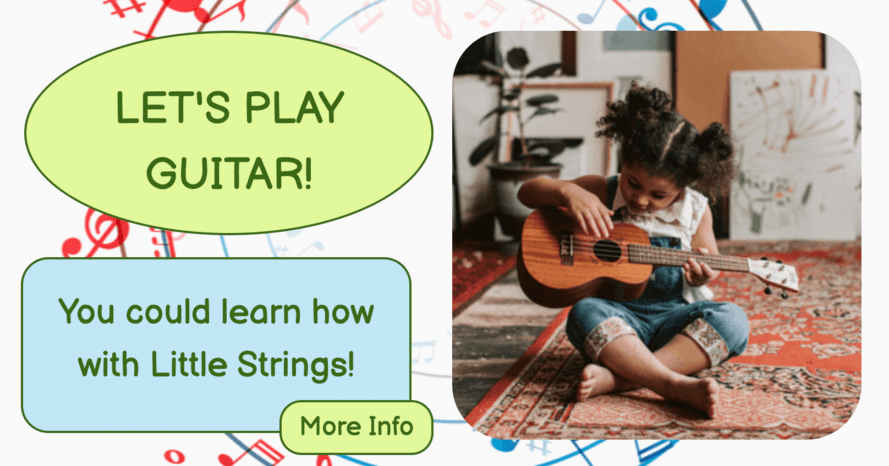 LET'S PLAY
GUITAR!
You could learn how
with Little Strings!
More Info